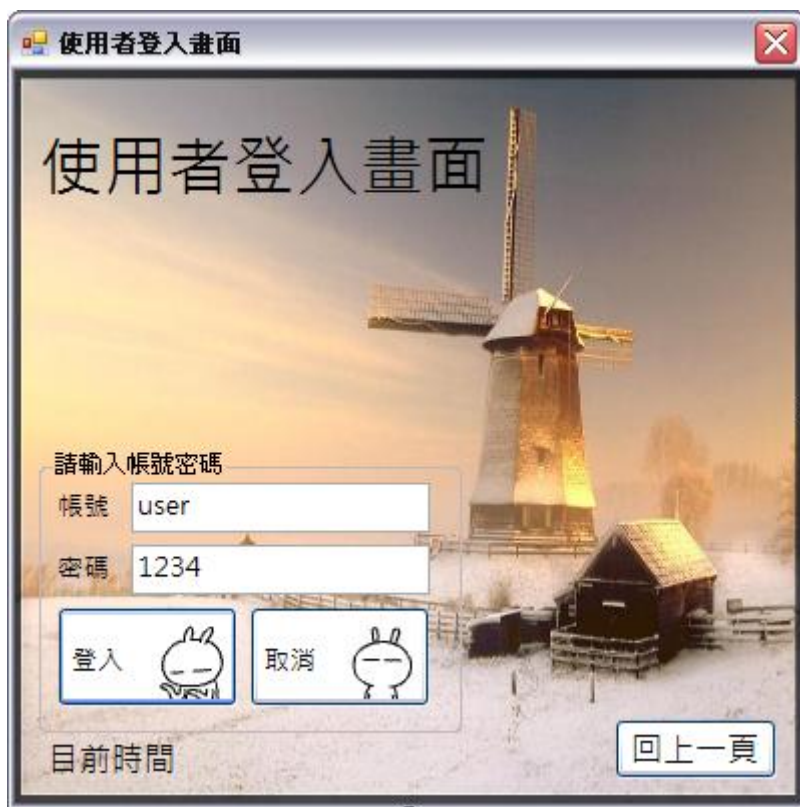 使用者登入畫面
使用者登入畫面
請輸入帳號密碼
帳號 user
密碼 1234
登入 取消
目前時間 回上一頁